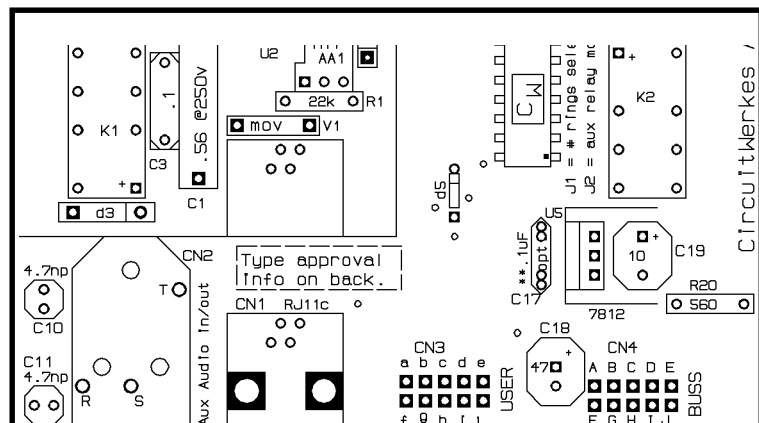 U2
AA1
.1
.56 @250v
22k
R1
J1 = # rings sele
J2 = aux relay mo
CW
+
K2
K1
mov
V1
C3
+
C1
CircuitWerkes
d3
d5
U5
CN2
Type approval
info on back.
**.1uF
opt
+
10
C19
4.7np
T
CN1
RJ11c
C17
R20
560
C10
7812
Aux Audio in/out
C18
C11
4.7np
CN3
a b c d e
+
47
CN4
A B C D E
R
S
USER
BUSS
f g h i j
F G H I J